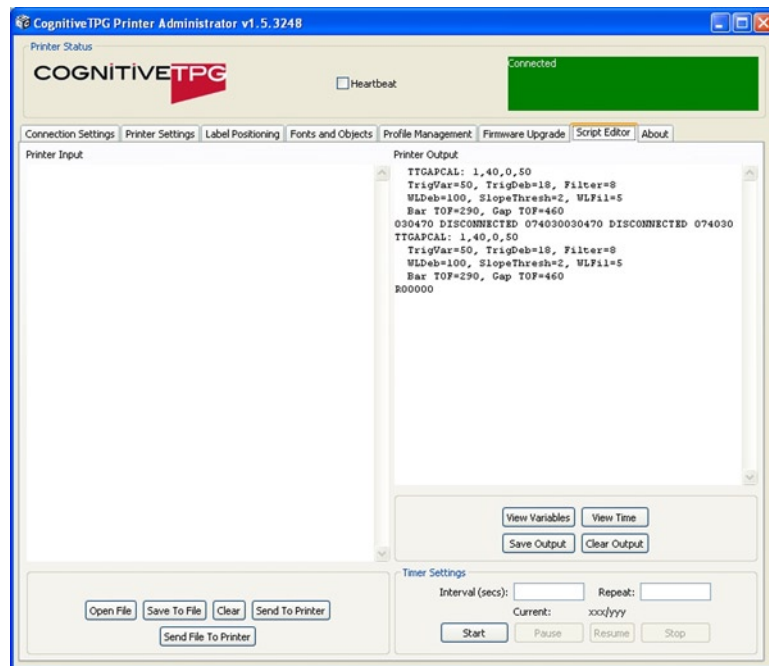 CognitiveTPG Printer Administrator v1.5.3248
Printer Status
COGNITIVETPG
Heartbeat
Connected
Connection Settings Printer Settings Label Positioning Fonts and Objects Profile Management Firmware Upgrade Script Editor About
Printer Input
Printer Output
TTGAPCAL: 1,40,0,50
TrigVar=50, TrigDeb=18, Filter=8
WLDeb=100, SlopeThresh=2, WLFil=5
Bar TOF=290, Gap TOF=460
030470 DISCONNECTED 074030030470 DISCONNECTED 074030
TTGAPCAL: 1,40,0,50
TrigVar=50, TrigDeb=18, Filter=8
WLDeb=100, SlopeThresh=2, WLFil=5
Bar TOF=290, Gap TOF=460
R00000
View Variables View Time
Save Output Clear Output
Open File Save To File Clear Send To Printer
Send File To Printer
Timer Settings
Interval (secs): Repeat:
Current: xxx/yyy
Start Pause Resume Stop